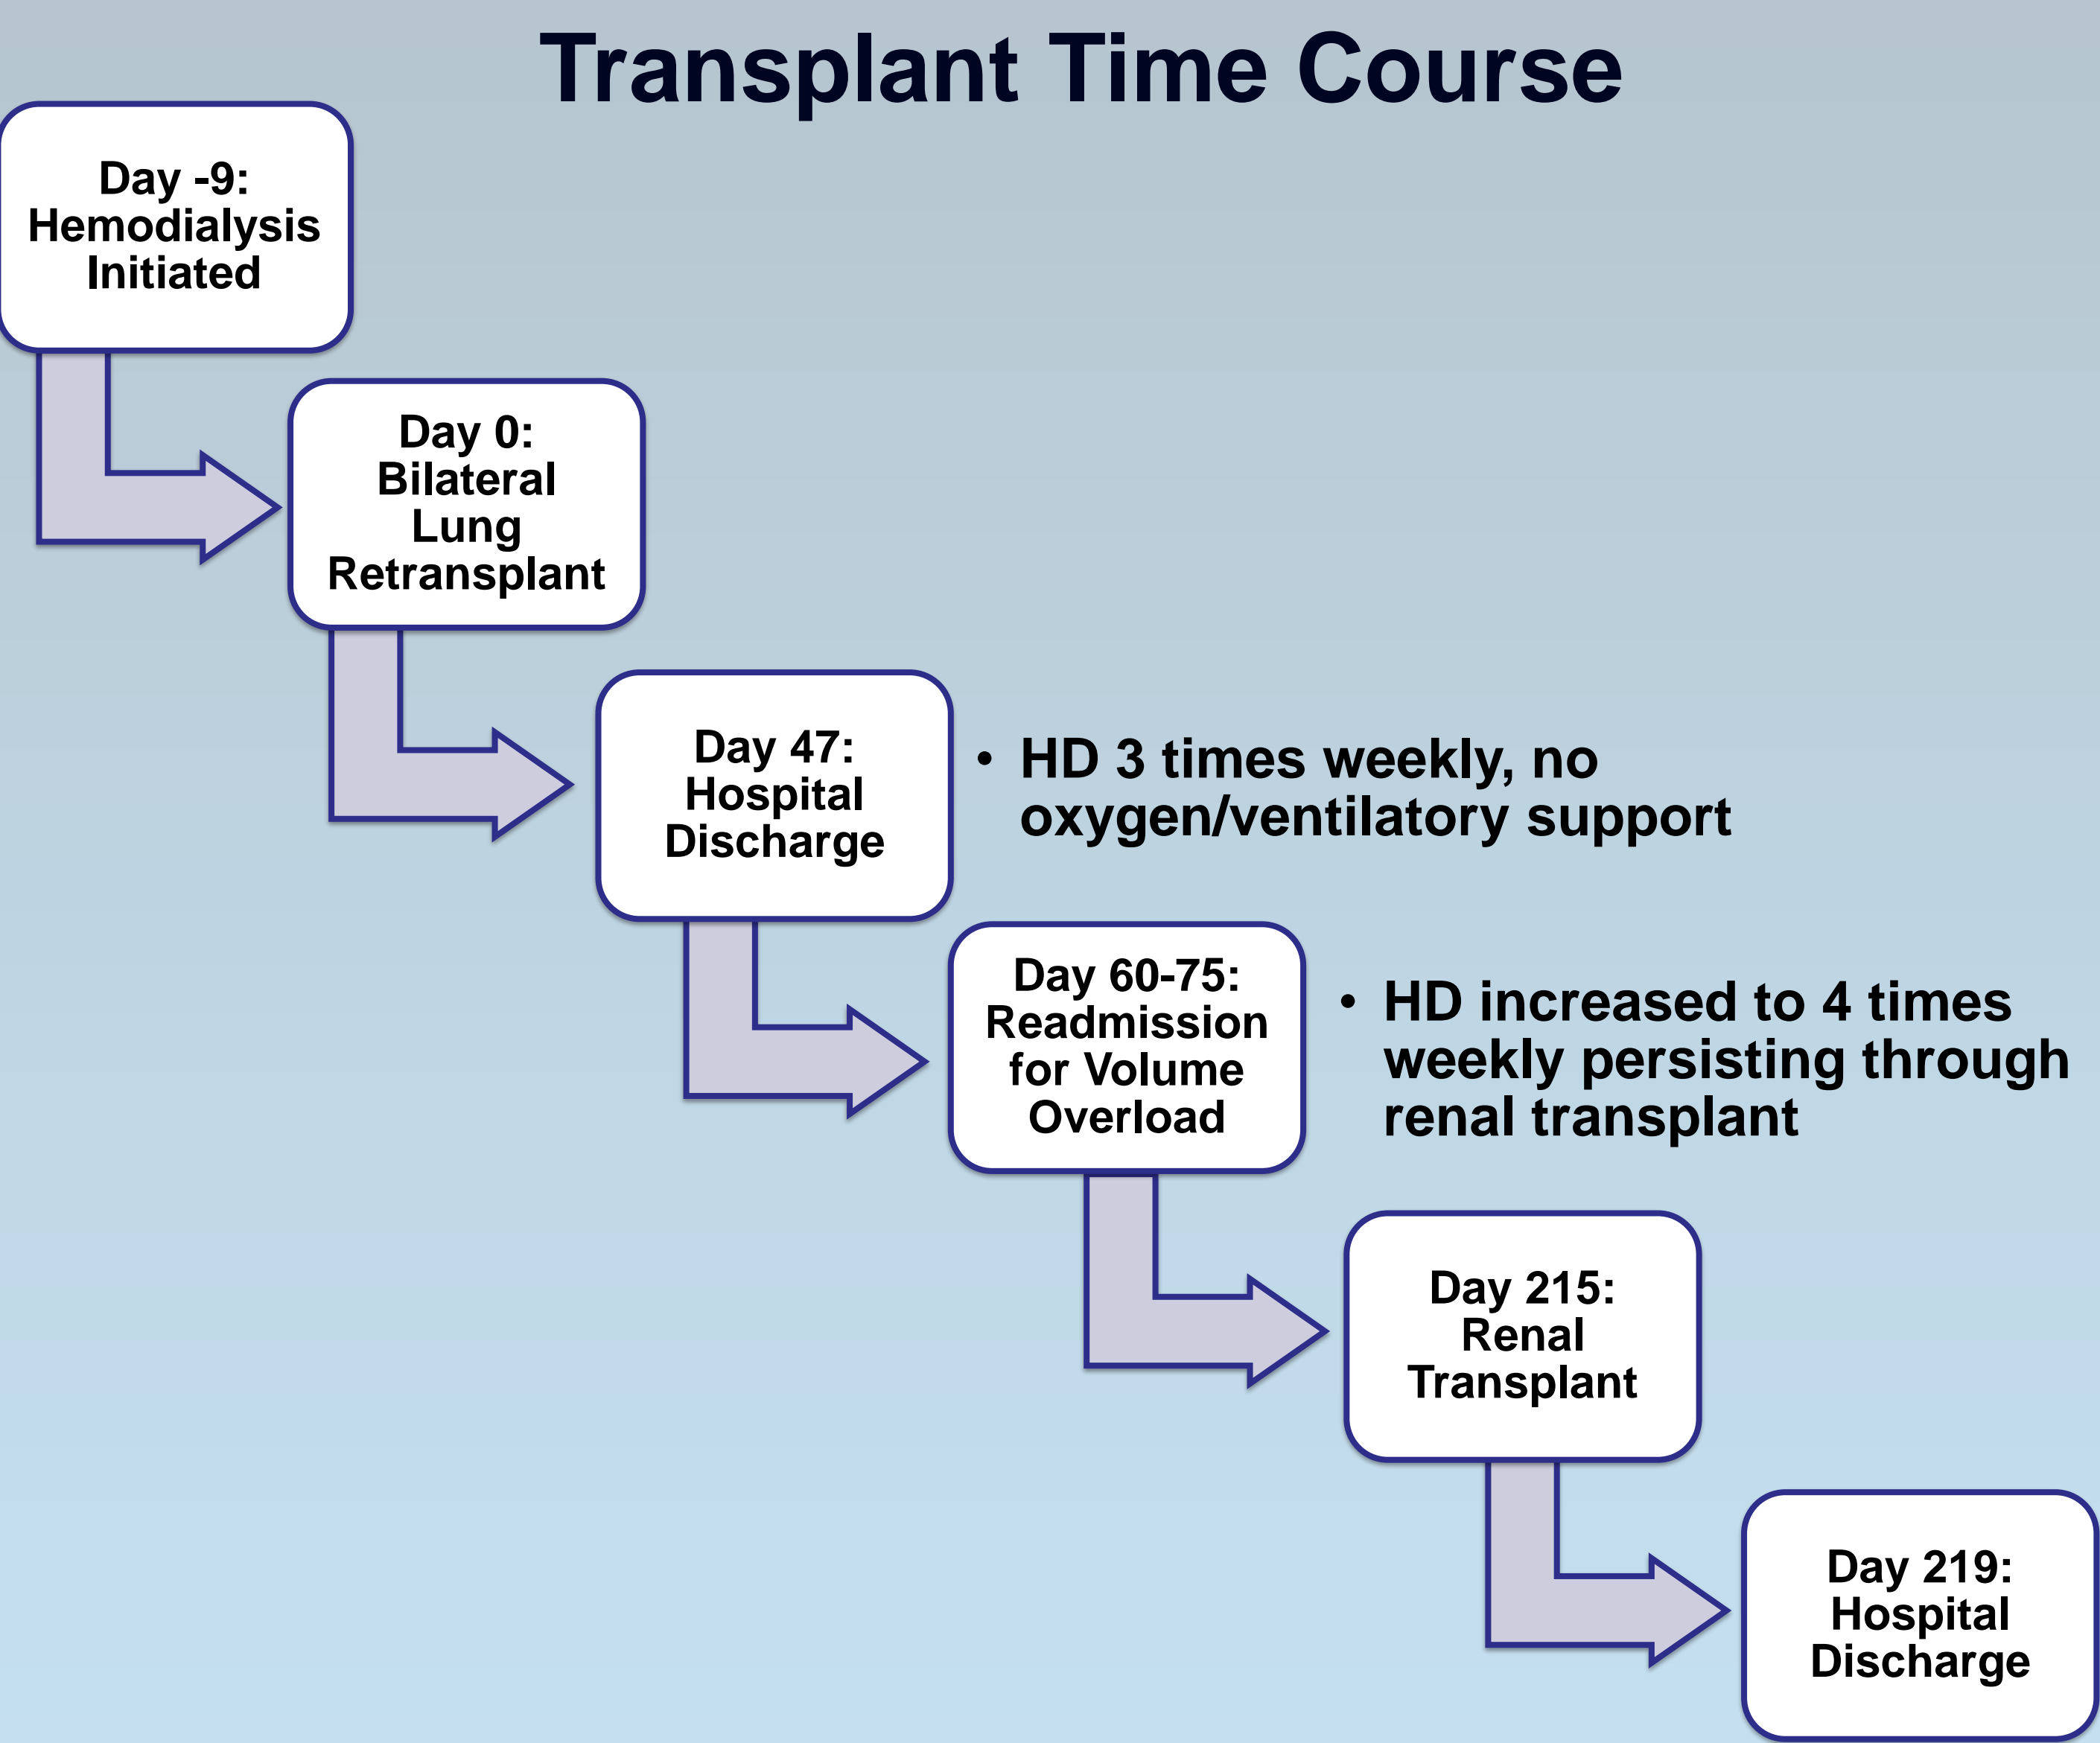 Transplant Time Course
Day -9:
Hemodialysis
Initiated
Day 0:
Bilateral
Lung
Retransplant
Day 47:
Hospital
Discharge
• HD 3 times weekly, no
oxygen/ventilatory support
Day 60-75:
Readmission
for Volume
Overload
• HD increased to 4 times
weekly persisting through
renal transplant
Day 215:
Renal
Transplant
Day 219:
Hospital
Discharge